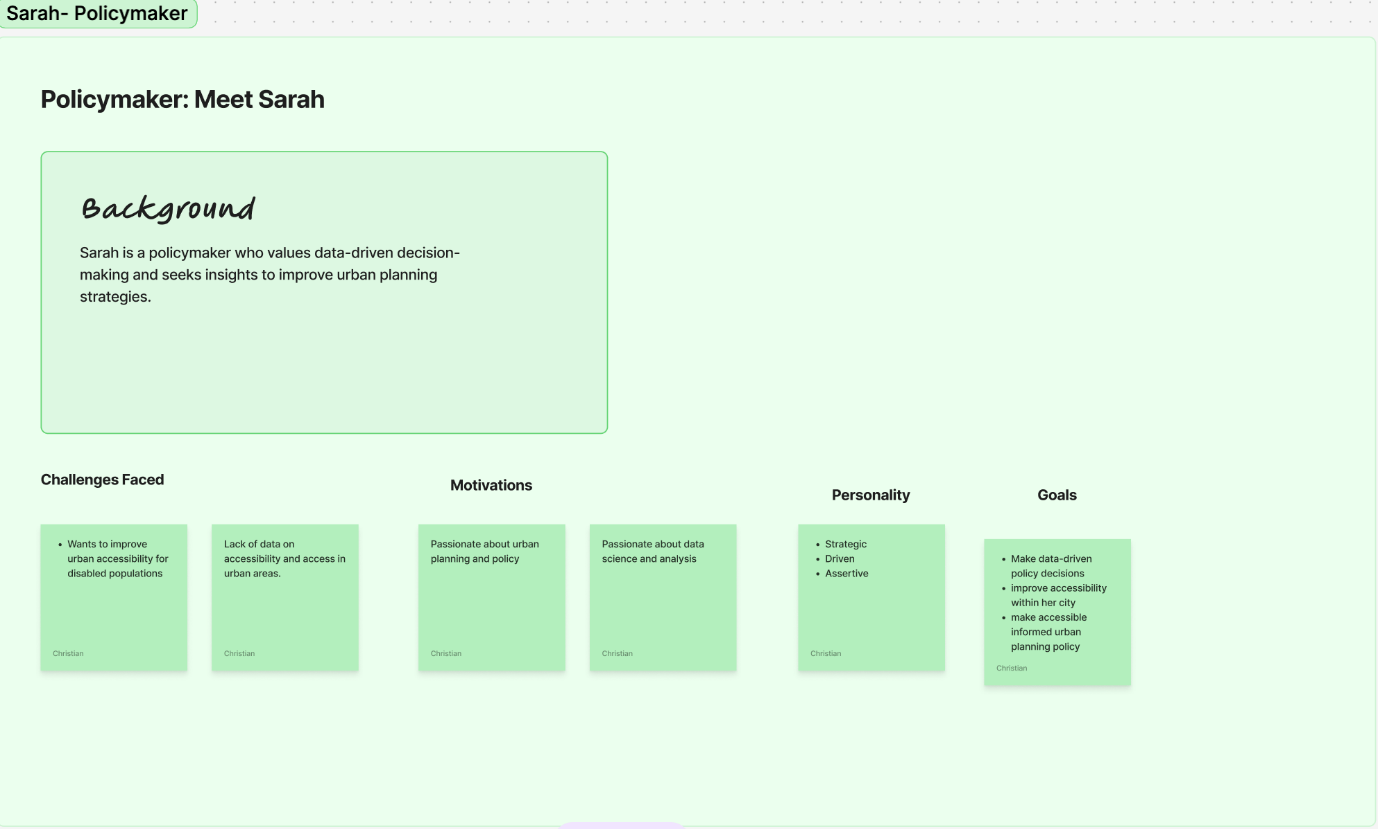 Sarah- Policymaker
Policymaker: Meet Sarah
Background
Sarah is a policymaker who values data-driven decision-
making and seeks insights to improve urban planning
strategies.
Challenges Faced
• Wants to improve
urban accessibility for
disabled populations
Christian
Lack of data on
accessibility and access in
urban areas.
Christian
Motivations
Passionate about urban
planning and policy
Christian
Passionate about data
science and analysis
Christian
Personality
• Strategic
• Driven
• Assertive
Christian
Goals
• Make data-driven
policy decisions
• improve accessibility
within her city
• make accessible
informed urban
planning policy
Christian